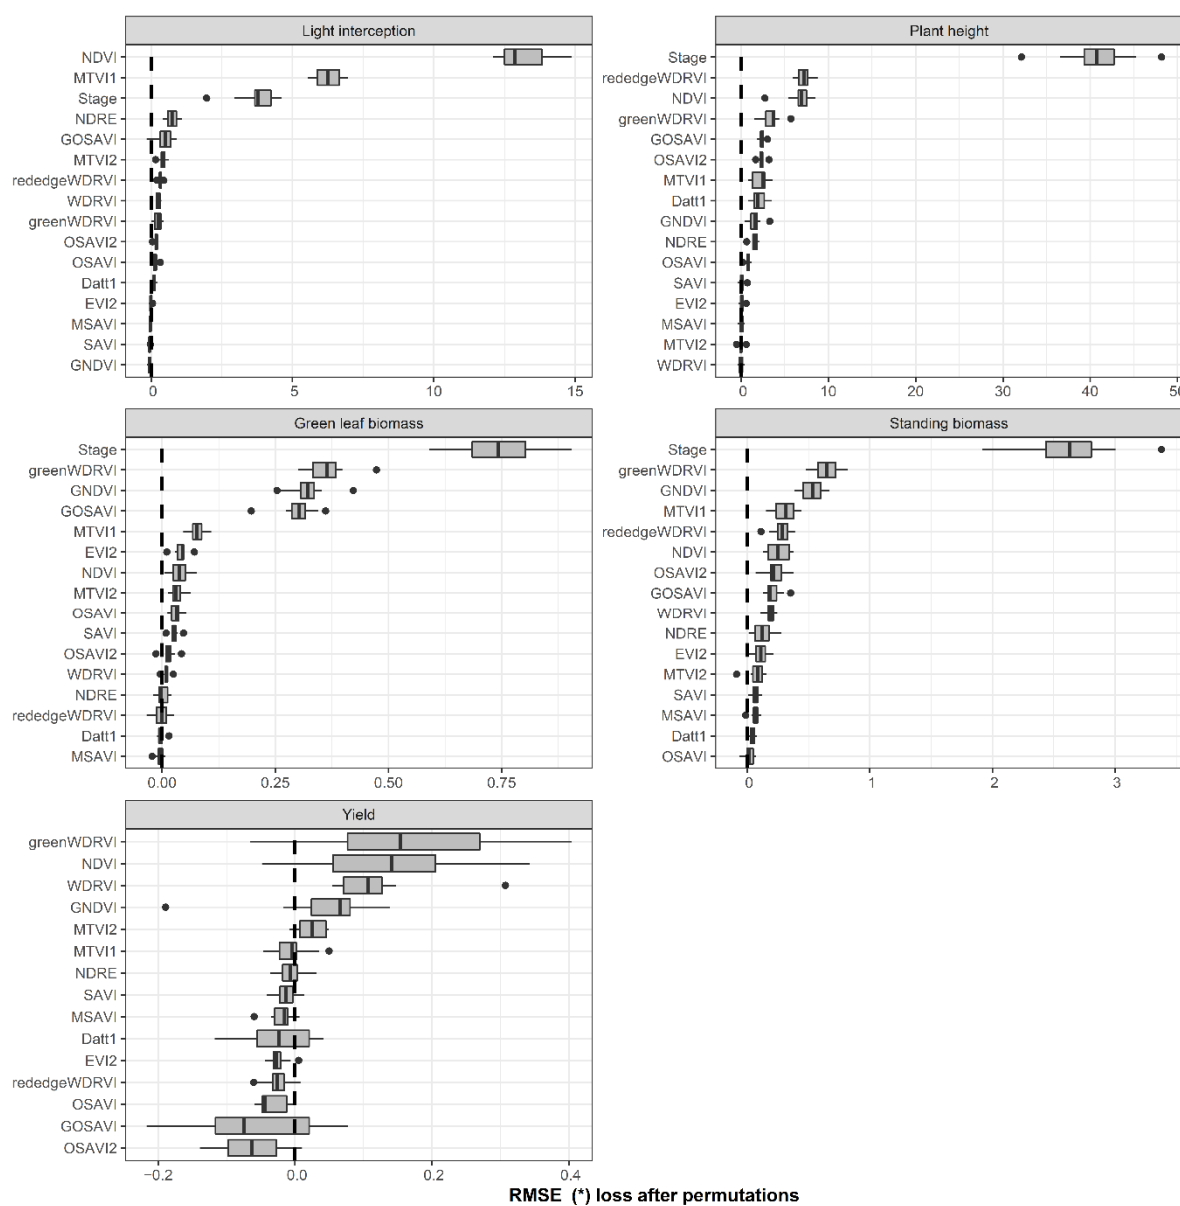 Light interception
NDVI
MTVI1
Stage
NDRE
GOSAVI
MTVI2
rededgeWDRVI
WDRVI
greenWDRVI
OSAVI2
OSAVI
Datt1
EVI2
MSAVI
SAVI
GNDVI
0 5 10 15
Plant height
Stage
rededgeWDRVI
NDVI
greenWDRVI
GOSAVI
OSAVI2
MTVI1
Datt1
GNDVI
NDRE
OSAVI
SAVI
EVI2
MSAVI
MTVI2
WDRVI
0 10 20 30 40 50
Green leaf biomass
Stage
greenWDRVI
GNDVI
GOSAVI
MTVI1
EVI2
NDVI
MTVI2
OSAVI
SAVI
OSAVI2
WDRVI
NDRE
rededgeWDRVI
Datt1
MSAVI
0.00 0.25 0.50 0.75
Standing biomass
Stage
greenWDRVI
GNDVI
MTVI1
rededgeWDRVI
NDVI
OSAVI2
GOSAVI
WDRVI
NDRE
EVI2
MTVI2
SAVI
MSAVI
Datt1
OSAVI
0 1 2 3
Yield
greenWDRVI
NDVI
WDRVI
GNDVI
MTVI2
MTVI1
NDRE
SAVI
MSAVI
Datt1
EVI2
rededgeWDRVI
OSAVI
GOSAVI
OSAVI2
−0.2 0.0 0.2 0.4
RMSE (*) loss after permutations